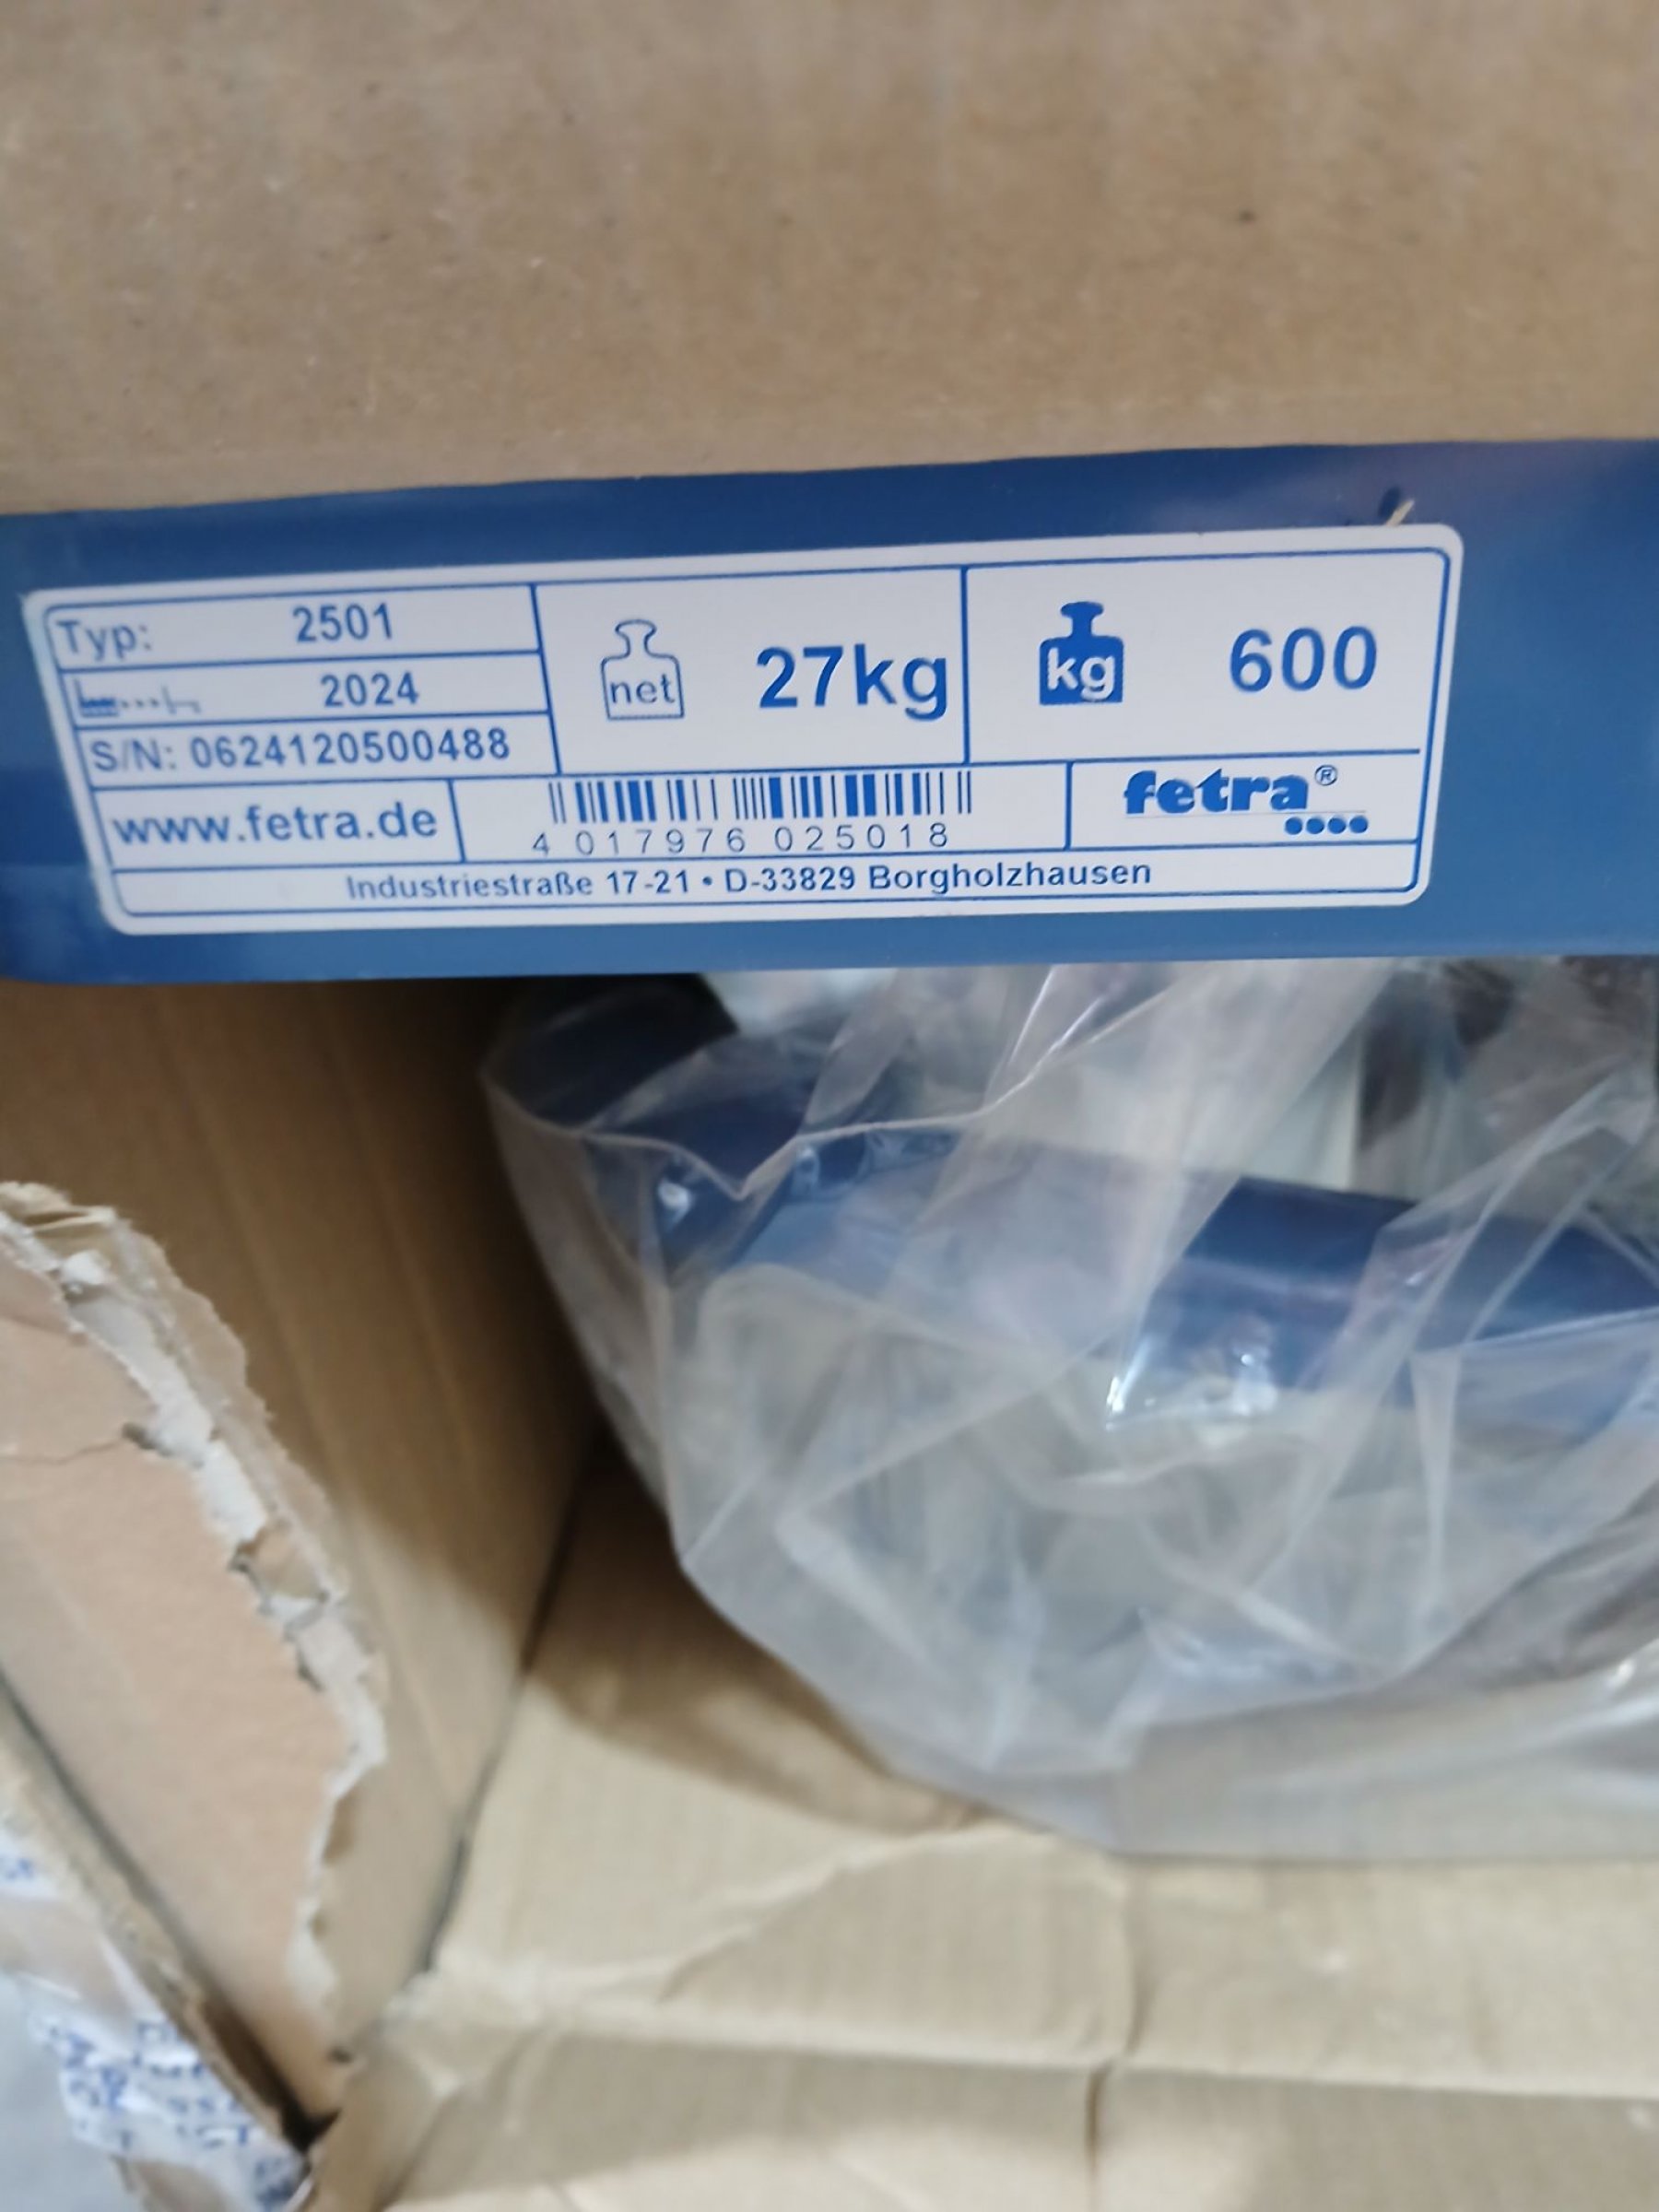 Typ: 2501
2024
S/N: 0624120500488
net 27kg
kg 600
www.fetra.de
4 017976 025018
fetra®
Industriestraße 17-21 • D-33829 Borgholzhausen